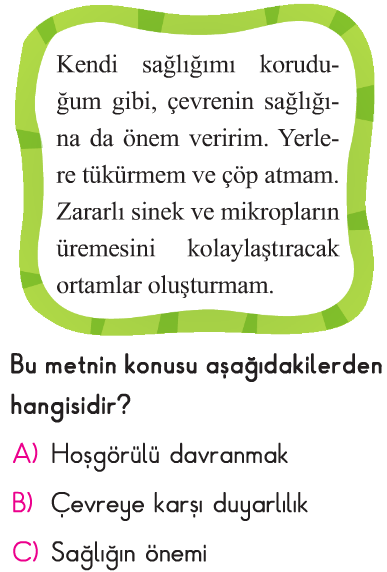 Kendi sağlığımı korudu-
ğum gibi, çevrenin sağlığı-
na da önem veririm. Yerle-
re tükürmem ve çöp atmam.
Zararlı sinek ve mikropların
üremesini kolaylaştıracak
ortamlar oluşturmam.
Bu metnin konusu aşağıdakilerden
hangisidir?
A) Hoşgörülü davranmak
B) Çevreye karşı duyarlılık
C) Sağlığın önemi